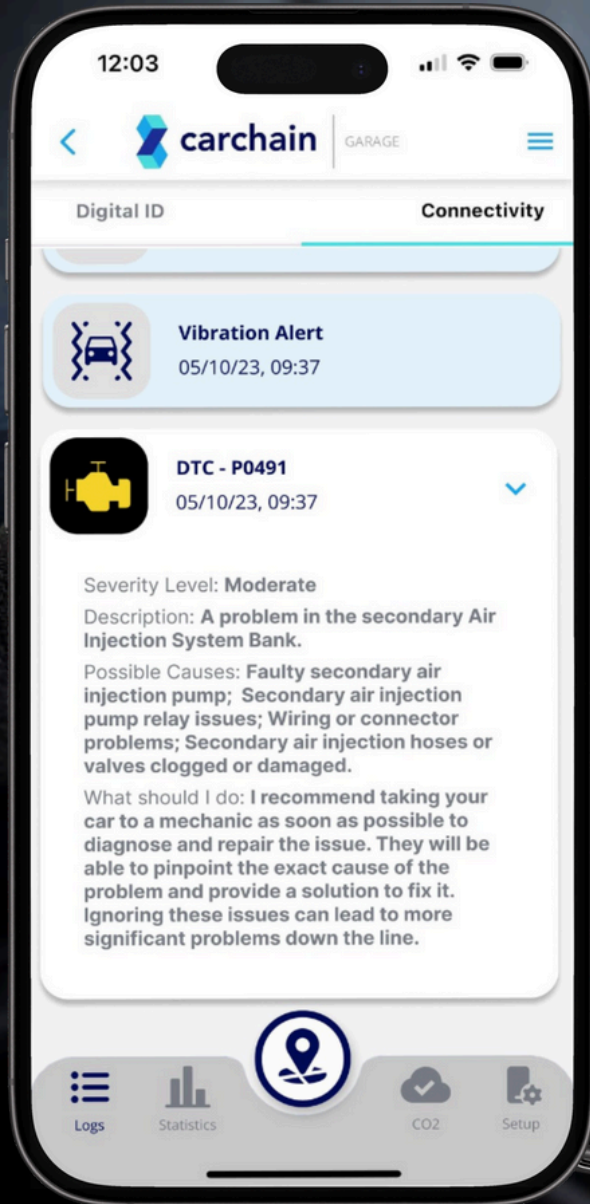 12:03
carchain GARAGE
Digital ID Connectivity
Vibration Alert
05/10/23, 09:37
DTC - P0491
05/10/23, 09:37
Severity Level: Moderate
Description: A problem in the secondary Air
Injection System Bank.
Possible Causes: Faulty secondary air
injection pump; Secondary air injection
pump relay issues; Wiring or connector
problems; Secondary air injection hoses or
valves clogged or damaged.
What should I do: I recommend taking your
car to a mechanic as soon as possible to
diagnose and repair the issue. They will be
able to pinpoint the exact cause of the
problem and provide a solution to fix it.
Ignoring these issues can lead to more
significant problems down the line.
Logs Statistics CO2 Setup